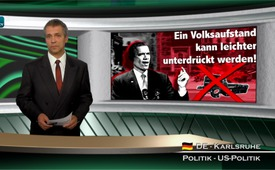 Ein Volksaufstand
kann leichter
unterdrückt werden!
DE - Karlsruhe
Politik - US-Politik